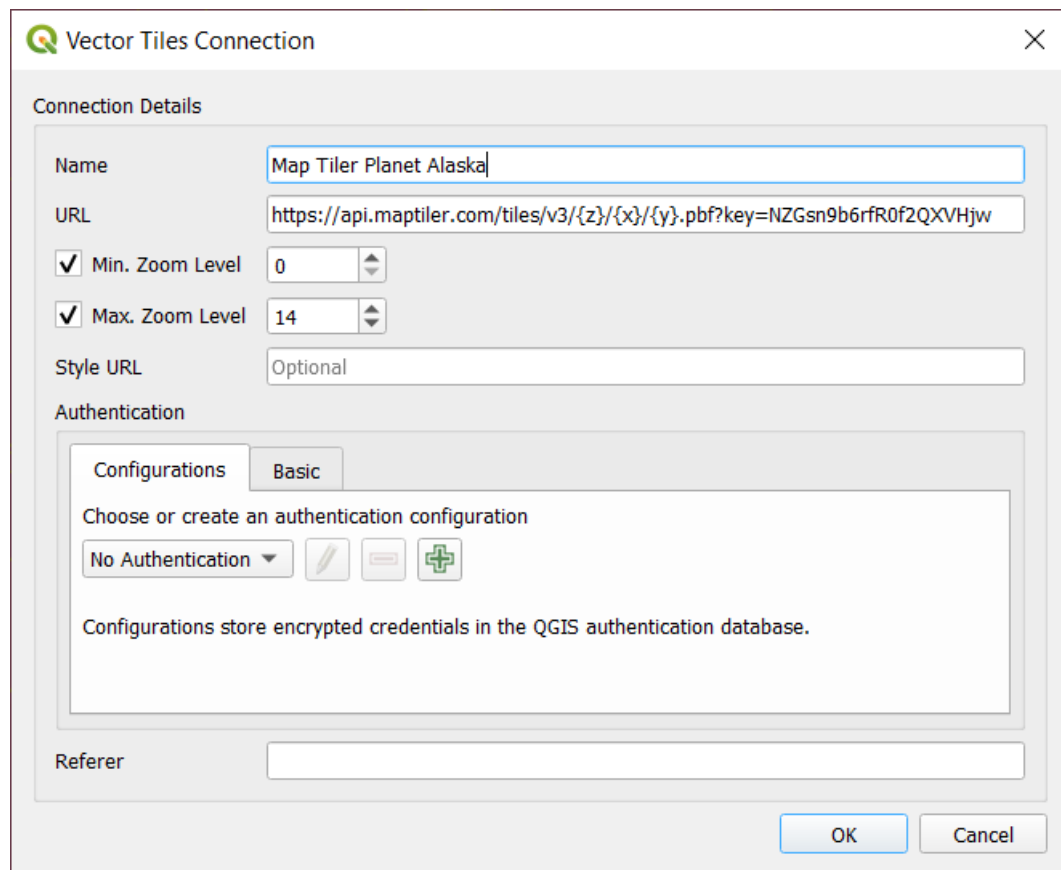 Vector Tiles Connection
Connection Details
Name Map Tiler Planet Alaska
URL https://api.maptiler.com/tiles/v3/{z}/{x}/{y}.pbf?key=NZGsn9b6rfR0f2QXVHjw
Min. Zoom Level 0
Max. Zoom Level 14
Style URL Optional
Authentication
Configurations Basic
Choose or create an authentication configuration
No Authentication
Configurations store encrypted credentials in the QGIS authentication database.
Referer
OK Cancel